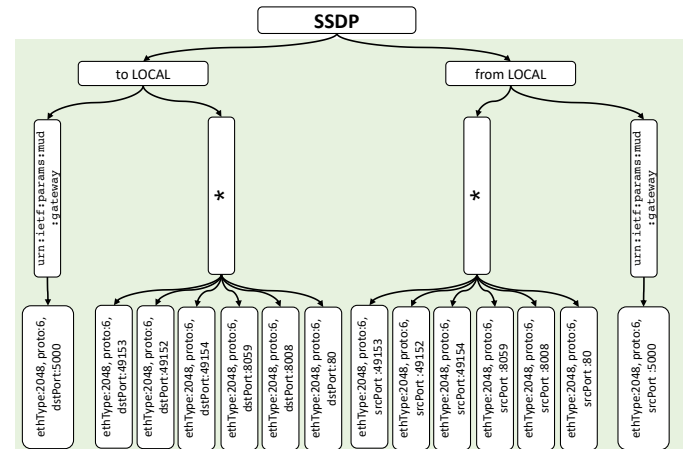 SSDP
to LOCAL
from LOCAL
urn:ietf:params:mud
:gateway
*
*
urn:ietf:params:mud
:gateway
ethType:2048, proto:6,
dstPort:5000
ethType:2048, proto:6,
dstPort:49153
ethType:2048, proto:6,
dstPort:49152
ethType:2048, proto:6,
dstPort:49154
ethType:2048, proto:6,
dstPort:8059
ethType:2048, proto:6,
dstPort:8008
ethType:2048, proto:6,
dstPort:80
ethType:2048, proto:6,
srcPort :49153
ethType:2048, proto:6,
srcPort :49152
ethType:2048, proto:6,
srcPort:49154
ethType:2048, proto:6,
srcPort :8059
ethType:2048, proto:6,
srcPort :8008
ethType:2048, proto:6,
srcPort :80
ethType:2048, proto:6,
srcPort :5000